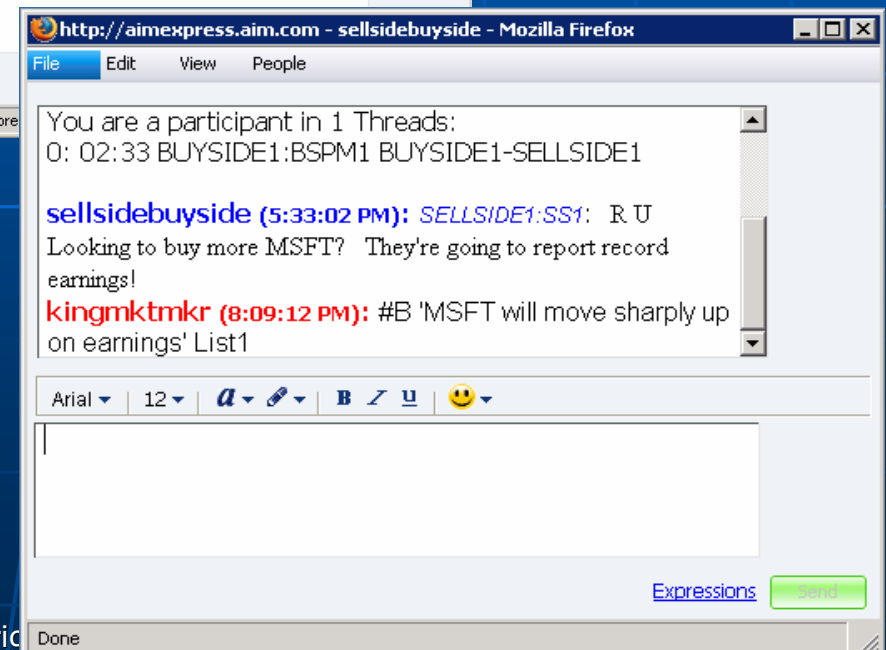 http://aimexpress.aim.com - sellsidebuyside - Mozilla Firefox
File Edit View People
You are a participant in 1 Threads:
0: 02:33 BUYSIDE1:BSPM1 BUYSIDE1-SELLSIDE1
sellsidebuyside (5:33:02 PM): SELLSIDE1:SS1: R U
Looking to buy more MSFT? They're going to report record
earnings!
kingmktmkr (8:09:12 PM): #B 'MSFT will move sharply up
on earnings' List1
Arial 12 a B I U
Expressions Send
Done